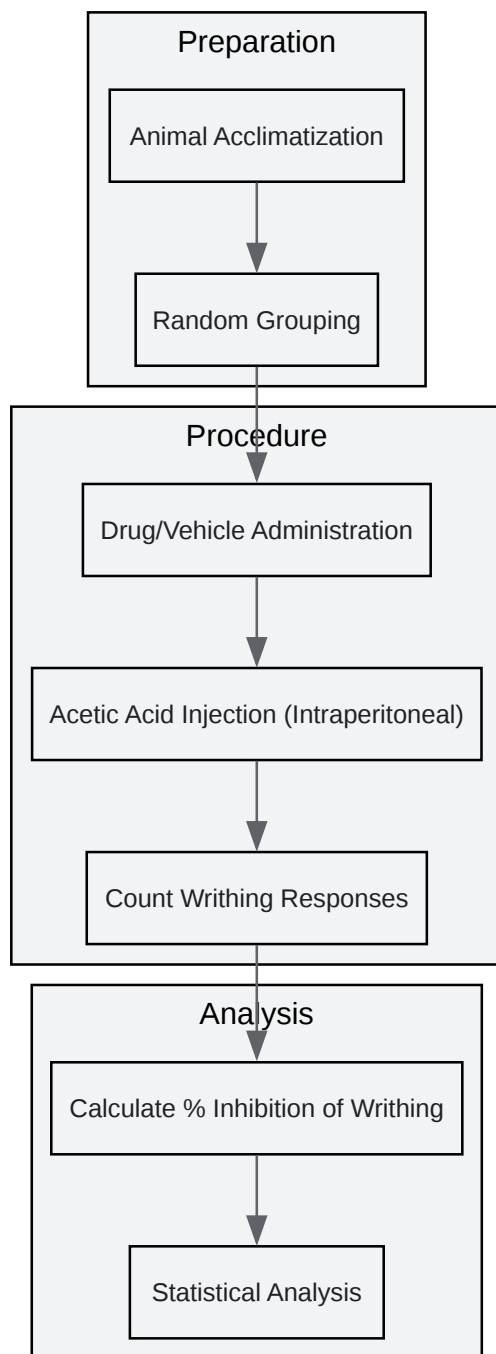 Preparation
Animal Acclimatization
Random Grouping
Procedure
Drug/Vehicle Administration
Acetic Acid Injection (Intraperitoneal)
Count Writhing Responses
Analysis
Calculate % Inhibition of Writhing
Statistical Analysis